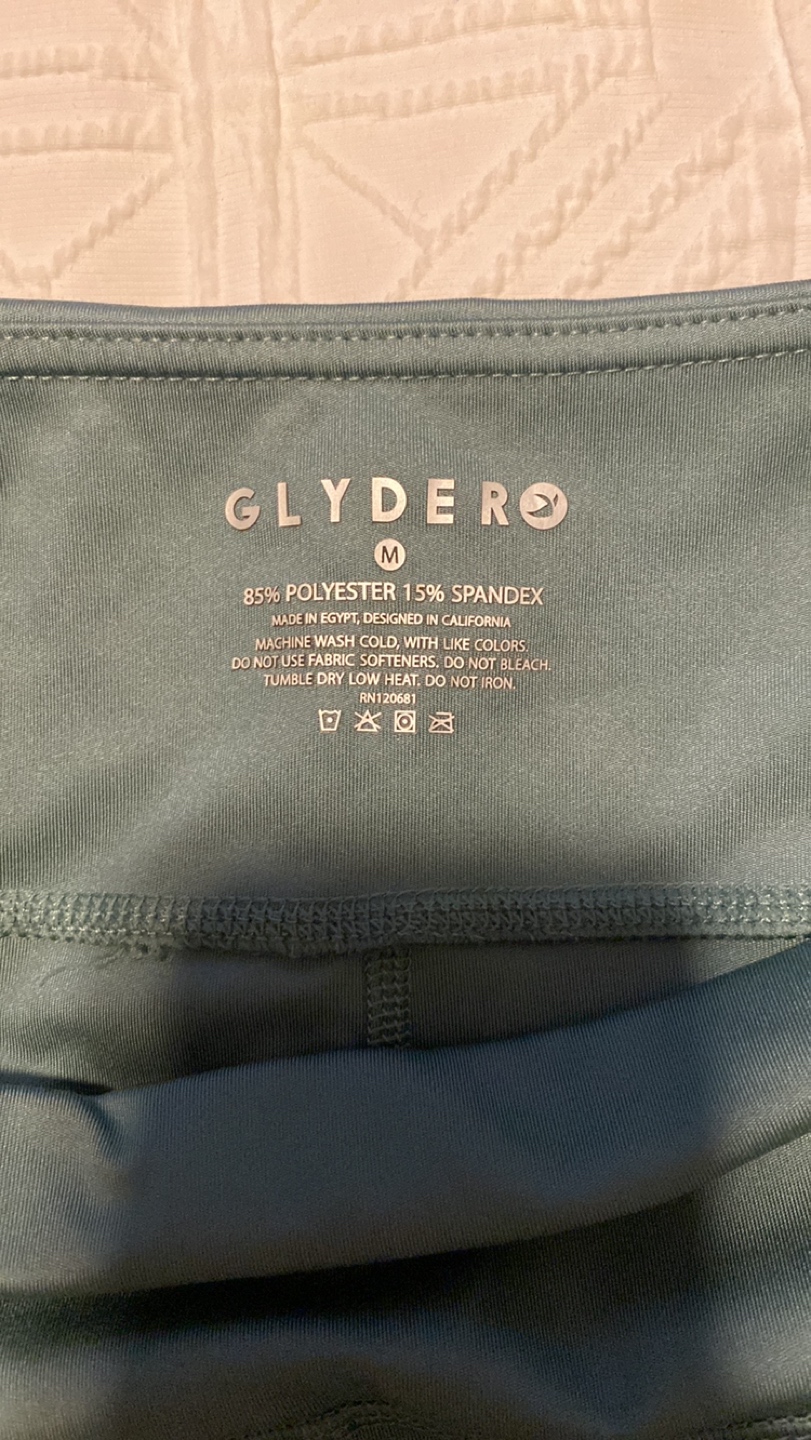 GLYDER
M
85% POLYESTER 15% SPANDEX
MADE IN EGYPT, DESIGNED IN CALIFORNIA
MACHINE WASH COLD, WITH LIKE COLORS.
DO NOT USE FABRIC SOFTENERS. DO NOT BLEACH.
TUMBLE DRY LOW HEAT. DO NOT IRON.
RN120681